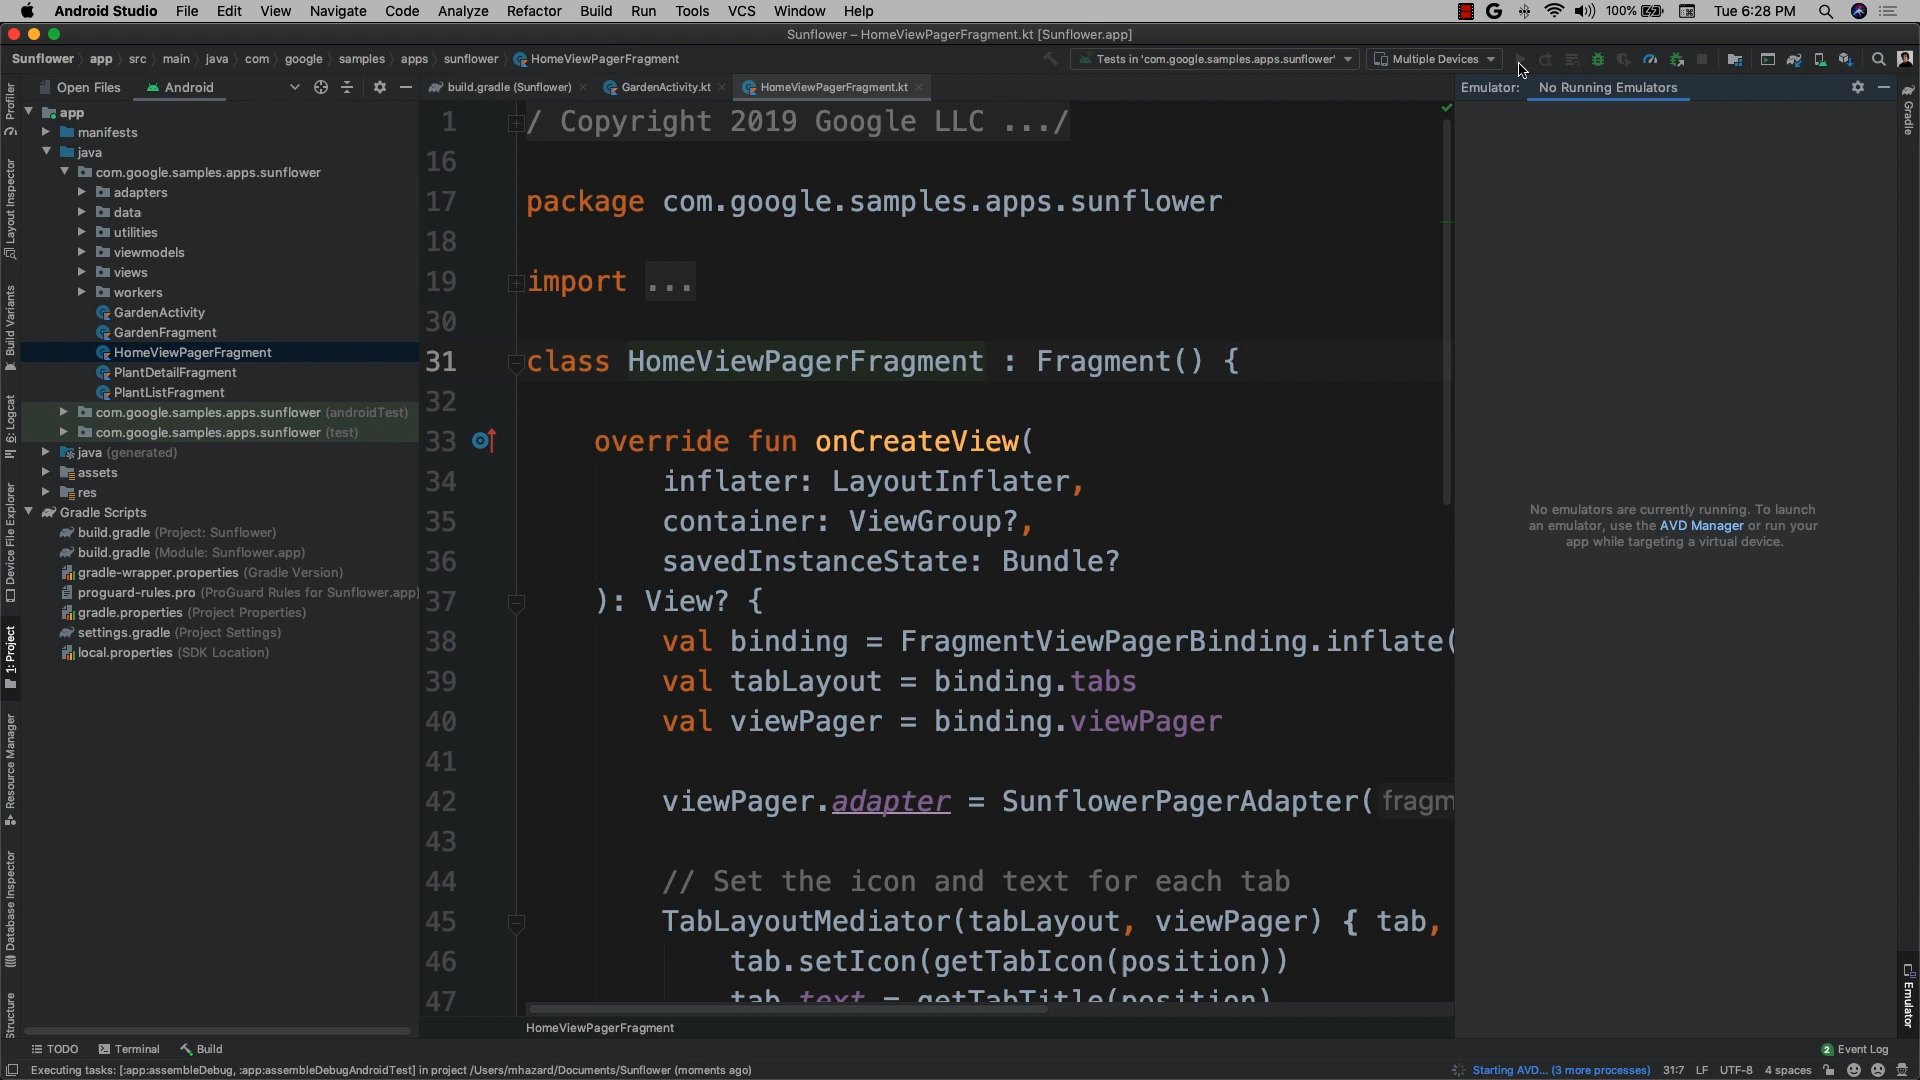 Android Studio File Edit View Navigate Code Analyze Refactor Build Run Tools VCS Window Help 100% Tue 6:28 PM
Sunflower – HomeViewPagerFragment.kt [Sunflower.app]
Sunflower app src main java com google samples apps sunflower HomeViewPagerFragment Tests in 'com.google.samples.apps.sunflower' Multiple Devices
Open Files Android build.gradle (Sunflower) GardenActivity.kt HomeViewPagerFragment.kt Emulator: No Running Emulators
Profiler
Layout Inspector
Build Variants
6: Logcat
Device File Explorer
1: Project
Resource Manager
Database Inspector
Structure
app
manifests
java
com.google.samples.apps.sunflower
adapters
data
utilities
viewmodels
views
workers
GardenActivity
GardenFragment
HomeViewPagerFragment
PlantDetailFragment
PlantListFragment
com.google.samples.apps.sunflower (androidTest)
com.google.samples.apps.sunflower (test)
java (generated)
assets
res
Gradle Scripts
build.gradle (Project: Sunflower)
build.gradle (Module: Sunflower.app)
gradle-wrapper.properties (Gradle Version)
proguard-rules.pro (ProGuard Rules for Sunflower.app)
gradle.properties (Project Properties)
settings.gradle (Project Settings)
local.properties (SDK Location)
1 / Copyright 2019 Google LLC .../
16
17 package com.google.samples.apps.sunflower
18
19 import ...
30
31 class HomeViewPagerFragment : Fragment() {
32
33 override fun onCreateView(
34 inflater: LayoutInflater,
35 container: ViewGroup?,
36 savedInstanceState: Bundle?
37 ): View? {
38 val binding = FragmentViewPagerBinding.inflate(
39 val tabLayout = binding.tabs
40 val viewPager = binding.viewPager
41
42 viewPager.adapter = SunflowerPagerAdapter( fragm
43
44 // Set the icon and text for each tab
45 TabLayoutMediator(tabLayout, viewPager) { tab,
46 tab.setIcon(getTabIcon(position))
47 tab.text = getTabTitle(position)
HomeViewPagerFragment
No emulators are currently running. To launch
an emulator, use the AVD Manager or run your
app while targeting a virtual device.
Gradle
Emulator
TODO Terminal Build 2 Event Log
Executing tasks: [:app:assembleDebug, :app:assembleDebugAndroidTest] in project /Users/mhazard/Documents/Sunflower (moments ago) Starting AVD... (3 more processes) 31:7 LF UTF-8 4 spaces